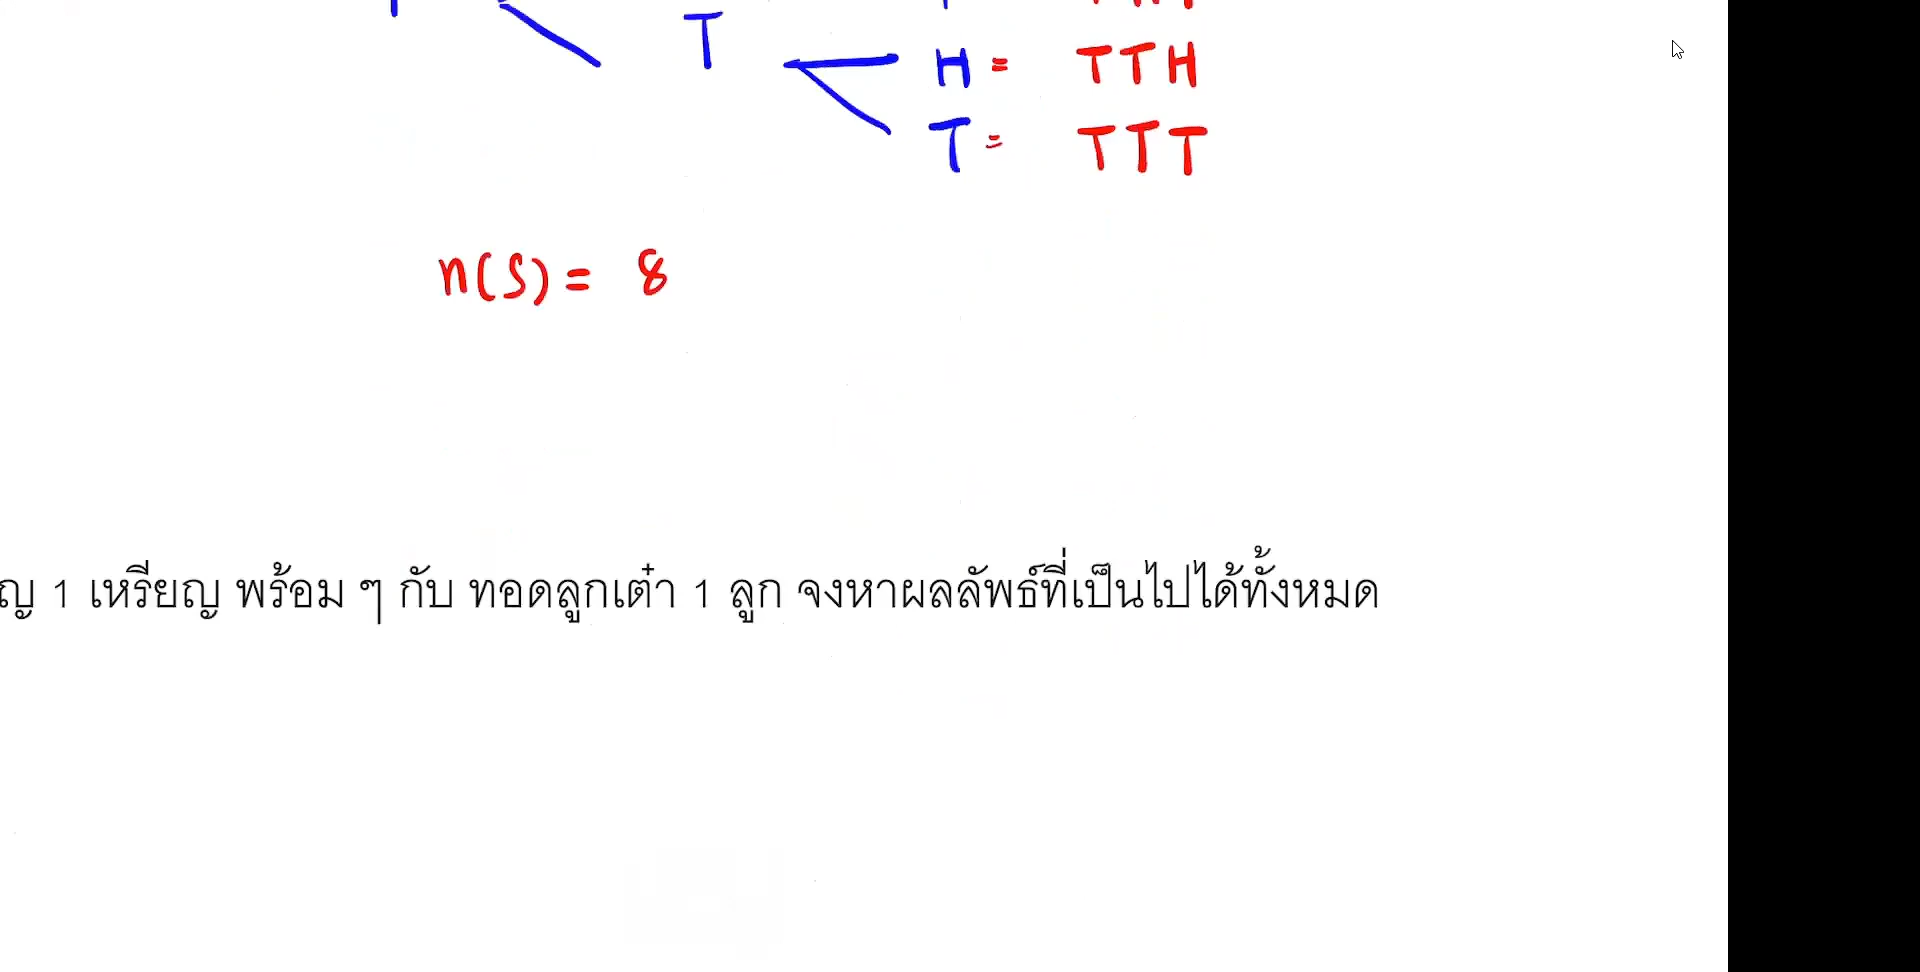 T
H = TTH
T = TTT
n(S) = 8
ญ 1 เหรียญ พร้อม ๆ กับ ทอดลูกเต๋า 1 ลูก จงหาผลลัพธ์ที่เป็นไปได้ทั้งหมด